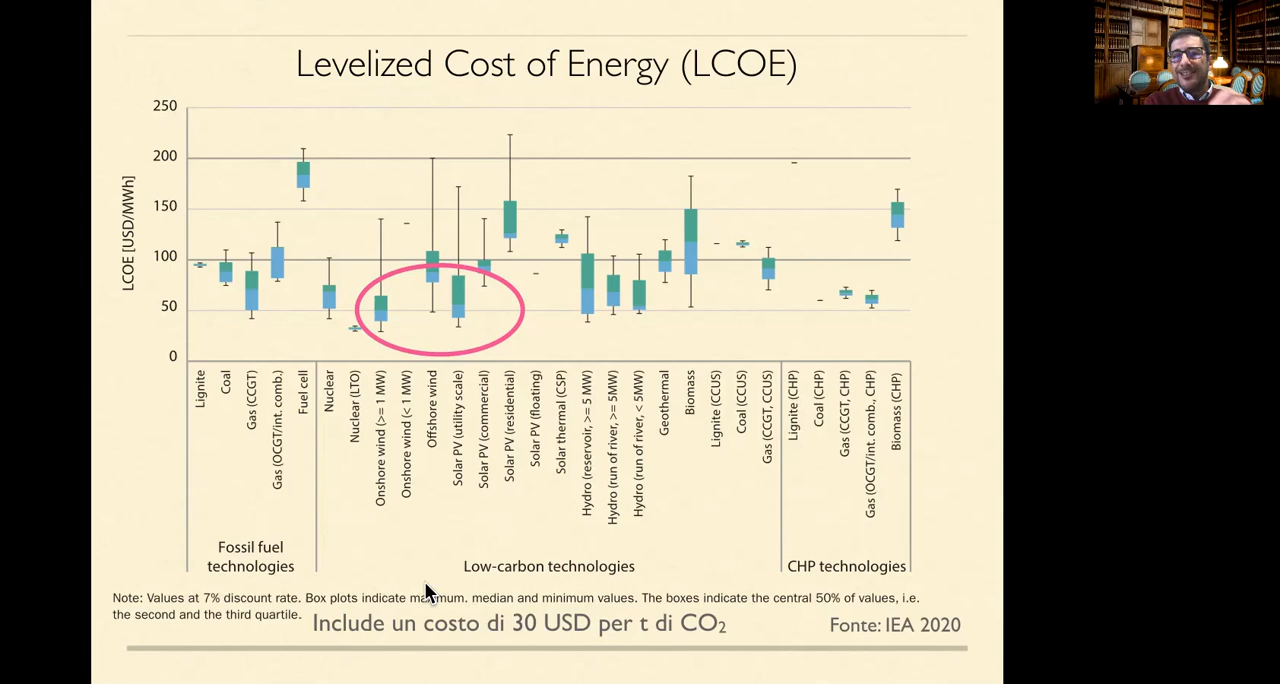 Levelized Cost of Energy (LCOE)
250
200
150
100
50
0
LCOE [USD/MWh]
Lignite
Coal
Gas (CCGT)
Gas (OCGT/int. comb.)
Fuel cell
Nuclear
Nuclear (LTO)
Onshore wind (>= 1 MW)
Onshore wind (< 1 MW)
Offshore wind
Solar PV (utility scale)
Solar PV (commercial)
Solar PV (residential)
Solar PV (floating)
Solar thermal (CSP)
Hydro (reservoir, >= 5 MW)
Hydro (run of river, >= 5MW)
Hydro (run of river, < 5MW)
Geothermal
Biomass
Lignite (CCUS)
Coal (CCUS)
Gas (CCGT, CCUS)
Lignite (CHP)
Coal (CHP)
Gas (CCGT, CHP)
Gas (OCGT/int. comb., CHP)
Biomass (CHP)
Fossil fuel
technologies
Low-carbon technologies
CHP technologies
Note: Values at 7% discount rate. Box plots indicate maximum. median and minimum values. The boxes indicate the central 50% of values, i.e.
the second and the third quartile.
Include un costo di 30 USD per t di CO₂
Fonte: IEA 2020